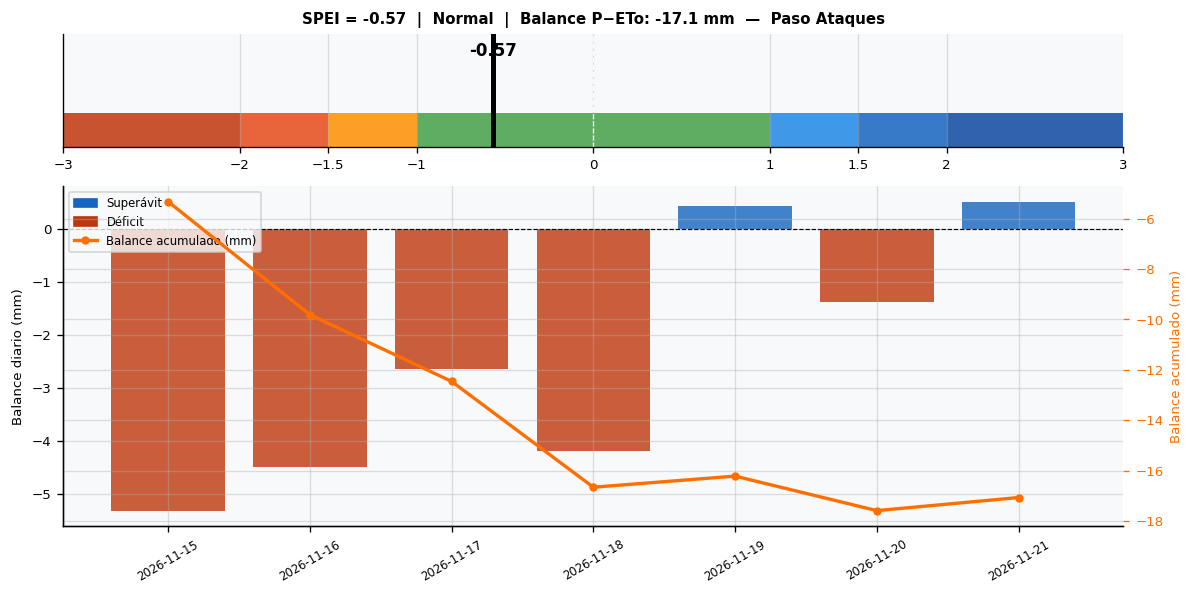 SPEI = -0.57 | Normal | Balance P−ETo: -17.1 mm — Paso Ataques
-0.57
−3 −2 −1.5 −1 0 1 1.5 2 3
Superávit
Déficit
Balance acumulado (mm)
Balance diario (mm)
0
−1
−2
−3
−4
−5
−6
−8
−10
−12
−14
−16
−18
Balance acumulado (mm)
2026-11-15 2026-11-16 2026-11-17 2026-11-18 2026-11-19 2026-11-20 2026-11-21